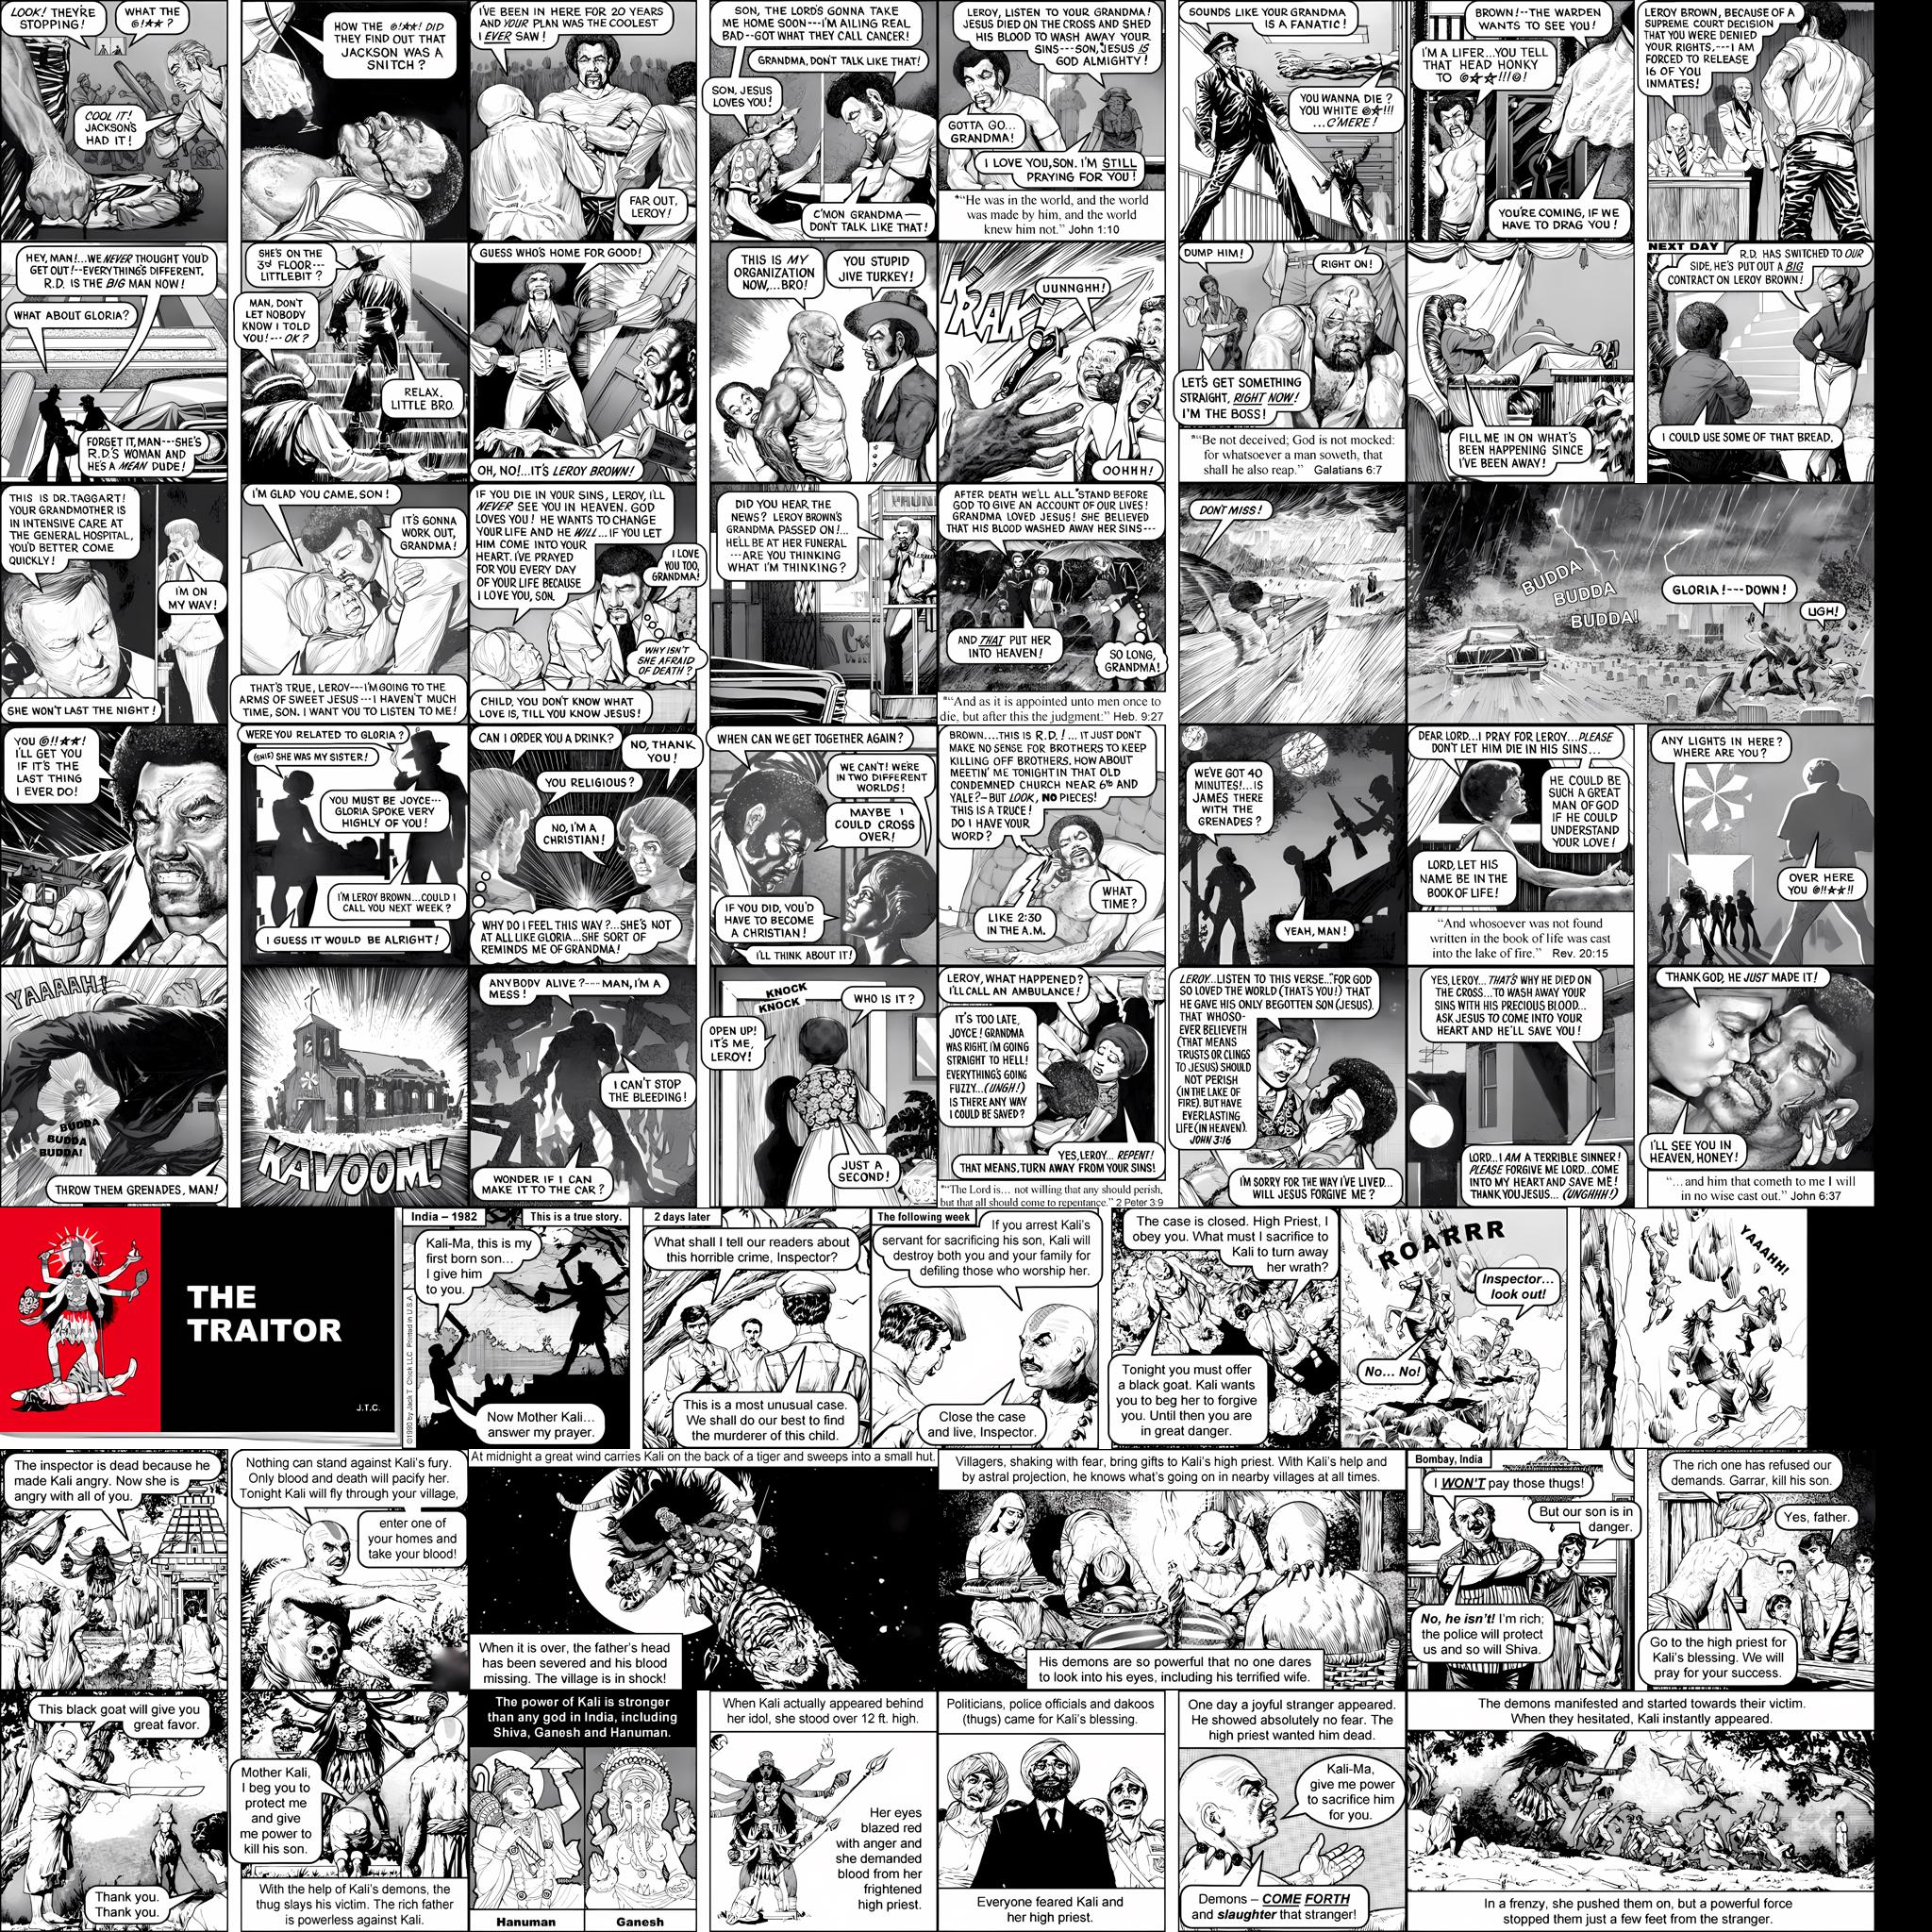 LOOK! THEY'RE
STOPPING!
WHAT THE
@!★★ ?
COOL IT!
JACKSON'S
HAD IT!
HOW THE @!★★! DID
THEY FIND OUT THAT
JACKSON WAS A
SNITCH ?
I'VE BEEN IN HERE FOR 20 YEARS
AND YOUR PLAN WAS THE COOLEST
I EVER SAW !
FAR OUT,
LEROY!
SON, THE LORD'S GONNA TAKE
ME HOME SOON---I'M AILING REAL
BAD--GOT WHAT THEY CALL CANCER!
GRANDMA, DON'T TALK LIKE THAT!
SON, JESUS
LOVES YOU!
C'MON GRANDMA—
DON'T TALK LIKE THAT!
LEROY, LISTEN TO YOUR GRANDMA!
JESUS DIED ON THE CROSS AND SHED
HIS BLOOD TO WASH AWAY YOUR
SINS---SON,*JESUS IS
GOD ALMIGHTY!
GOTTA GO...
GRANDMA!
I LOVE YOU, SON. I'M STILL
PRAYING FOR YOU!
*"He was in the world, and the world
was made by him, and the world
knew him not." John 1:10
SOUNDS LIKE YOUR GRANDMA
IS A FANATIC!
YOU WANNA DIE ?
YOU WHITE @★!!!
...C'MERE!
BROWN!--THE WARDEN
WANTS TO SEE YOU!
I'M A LIFER...YOU TELL
THAT HEAD HONKY
TO @★★!!!@!
YOU'RE COMING, IF WE
HAVE TO DRAG YOU!
LEROY BROWN, BECAUSE OF A
SUPREME COURT DECISION
THAT YOU WERE DENIED
YOUR RIGHTS,---I AM
FORCED TO RELEASE
16 OF YOU
INMATES!
HEY, MAN!...WE NEVER THOUGHT YOU'D
GET OUT!--EVERYTHING'S DIFFERENT.
R.D. IS THE BIG MAN NOW!
WHAT ABOUT GLORIA?
FORGET IT, MAN---SHE'S
R.D.'S WOMAN AND
HE'S A MEAN DUDE!
SHE'S ON THE
3rd FLOOR---
LITTLEBIT ?
MAN, DON'T
LET NOBODY
KNOW I TOLD
YOU!--- OK ?
RELAX,
LITTLE BRO.
GUESS WHO'S HOME FOR GOOD!
OH, NO!...IT'S LEROY BROWN!
THIS IS MY
ORGANIZATION
NOW,...BRO!
YOU STUPID
JIVE TURKEY!
KRAK!
UUNNGHH!
OOHHH!
DUMP HIM!
RIGHT ON!
LET'S GET SOMETHING
STRAIGHT, RIGHT NOW!
I'M THE BOSS!
*"Be not deceived; God is not mocked:
for whatsoever a man soweth, that
shall he also reap." Galatians 6:7
FILL ME IN ON WHAT'S
BEEN HAPPENING SINCE
I'VE BEEN AWAY!
NEXT DAY
R.D. HAS SWITCHED TO OUR
SIDE, HE'S PUT OUT A BIG
CONTRACT ON LEROY BROWN!
I COULD USE SOME OF THAT BREAD.
THIS IS DR. TAGGART!
YOUR GRANDMOTHER IS
IN INTENSIVE CARE AT
THE GENERAL HOSPITAL,
YOU'D BETTER COME
QUICKLY!
I'M ON
MY WAY!
SHE WON'T LAST THE NIGHT!
I'M GLAD YOU CAME, SON!
IT'S GONNA
WORK OUT,
GRANDMA!
THAT'S TRUE, LEROY---I'M GOING TO THE
ARMS OF SWEET JESUS---I HAVEN'T MUCH
TIME, SON. I WANT YOU TO LISTEN TO ME!
IF YOU DIE IN YOUR SINS, LEROY, I'LL
NEVER SEE YOU IN HEAVEN. GOD
LOVES YOU! HE WANTS TO CHANGE
YOUR LIFE AND HE WILL...IF YOU LET
HIM COME INTO YOUR
HEART. I'VE PRAYED
FOR YOU EVERY DAY
OF YOUR LIFE BECAUSE
I LOVE YOU, SON.
I LOVE
YOU TOO,
GRANDMA!
WHY ISN'T
SHE AFRAID
OF DEATH?
CHILD, YOU DON'T KNOW WHAT
LOVE IS, TILL YOU KNOW JESUS!
DID YOU HEAR THE
NEWS? LEROY BROWN'S
GRANDMA PASSED ON!...
HE'LL BE AT HER FUNERAL
---ARE YOU THINKING
WHAT I'M THINKING?
AFTER DEATH WE'LL ALL*STAND BEFORE
GOD TO GIVE AN ACCOUNT OF OUR LIVES!
GRANDMA LOVED JESUS! SHE BELIEVED
THAT HIS BLOOD WASHED AWAY HER SINS---
AND THAT PUT HER
INTO HEAVEN!
SO LONG,
GRANDMA!
*"And as it is appointed unto men once to
die, but after this the judgment:" Heb. 9:27
DON'T MISS!
BUDDA
BUDDA
BUDDA!
GLORIA!---DOWN!
UGH!
YOU @!!★★!
I'LL GET YOU
IF IT'S THE
LAST THING
I EVER DO!
WERE YOU RELATED TO GLORIA?
(SNIF) SHE WAS MY SISTER!
YOU MUST BE JOYCE---
GLORIA SPOKE VERY
HIGHLY OF YOU!
I'M LEROY BROWN...COULD I
CALL YOU NEXT WEEK?
I GUESS IT WOULD BE ALRIGHT!
CAN I ORDER YOU A DRINK?
NO, THANK
YOU!
YOU RELIGIOUS?
NO, I'M A
CHRISTIAN!
WHY DO I FEEL THIS WAY?...SHE'S NOT
AT ALL LIKE GLORIA...SHE SORT OF
REMINDS ME OF GRANDMA!
WHEN CAN WE GET TOGETHER AGAIN?
WE CAN'T! WE'RE
IN TWO DIFFERENT
WORLDS!
MAYBE I
COULD CROSS
OVER!
IF YOU DID, YOU'D
HAVE TO BECOME
A CHRISTIAN!
I'LL THINK ABOUT IT!
BROWN....THIS IS R.D.!...IT JUST DON'T
MAKE NO SENSE FOR BROTHERS TO KEEP
KILLING OFF BROTHERS. HOW ABOUT
MEETIN' ME TONIGHT IN THAT OLD
CONDEMNED CHURCH NEAR 6th AND
YALE?-BUT LOOK, NO PIECES!
THIS IS A TRUCE!
DO I HAVE YOUR
WORD?
WHAT
TIME?
LIKE 2:30
IN THE A.M.
WE'VE GOT 40
MINUTES!...IS
JAMES THERE
WITH THE
GRENADES ?
YEAH, MAN!
DEAR LORD...I PRAY FOR LEROY...PLEASE
DON'T LET HIM DIE IN HIS SINS...
HE COULD BE
SUCH A GREAT
MAN OF GOD
IF HE COULD
UNDERSTAND
YOUR LOVE!
LORD, LET HIS
NAME BE IN THE
BOOK OF LIFE!
"And whosoever was not found
written in the book of life was cast
into the lake of fire." Rev. 20:15
ANY LIGHTS IN HERE?
WHERE ARE YOU?
OVER HERE
YOU @!!★★!!
YAAAAH!
BUDDA
BUDDA
BUDDA!
THROW THEM GRENADES, MAN!
KAVOOM!
ANYBODY ALIVE?---MAN, I'M A
MESS!
I CAN'T STOP
THE BLEEDING!
WONDER IF I CAN
MAKE IT TO THE CAR?
KNOCK
KNOCK
WHO IS IT?
OPEN UP!
IT'S ME,
LEROY!
JUST A
SECOND!
LEROY, WHAT HAPPENED?
I'LL CALL AN AMBULANCE!
IT'S TOO LATE,
JOYCE! GRANDMA
WAS RIGHT, I'M GOING
STRAIGHT TO HELL!
EVERYTHING'S GOING
FUZZY...(UNGH!)
IS THERE ANY WAY
I COULD BE SAVED?
YES, LEROY... REPENT!
THAT MEANS, TURN AWAY FROM YOUR SINS!
*"The Lord is... not willing that any should perish,
but that all should come to repentance." 2 Peter 3:9
LEROY...LISTEN TO THIS VERSE..."FOR GOD
SO LOVED THE WORLD (THAT'S YOU!) THAT
HE GAVE HIS ONLY BEGOTTEN SON (JESUS).
THAT WHOSO-
EVER BELIEVETH
(THAT MEANS
TRUSTS OR CLINGS
TO JESUS) SHOULD
NOT PERISH
(IN THE LAKE OF
FIRE). BUT HAVE
EVERLASTING
LIFE (IN HEAVEN).
JOHN 3:16
I'M SORRY FOR THE WAY I'VE LIVED...
WILL JESUS FORGIVE ME ?
YES, LEROY...THAT'S WHY HE DIED ON
THE CROSS...TO WASH AWAY YOUR
SINS WITH HIS PRECIOUS BLOOD...
ASK JESUS TO COME INTO YOUR
HEART AND HE'LL SAVE YOU!
LORD...I AM A TERRIBLE SINNER!
PLEASE FORGIVE ME LORD...COME
INTO MY HEART AND SAVE ME!
THANK YOU JESUS... (UNGHHH!)
THANK GOD, HE JUST MADE IT!
I'LL SEE YOU IN
HEAVEN, HONEY!
"...and him that cometh to me I will
in no wise cast out." John 6:37
THE
TRAITOR
J.T.C.
©1990 by Jack T. Chick LLC Printed in U.S.A.
India – 1982
This is a true story.
Kali-Ma, this is my
first born son...
I give him
to you.
Now Mother Kali...
answer my prayer.
2 days later
What shall I tell our readers about
this horrible crime, Inspector?
This is a most unusual case.
We shall do our best to find
the murderer of this child.
The following week
If you arrest Kali's
servant for sacrificing his son, Kali will
destroy both you and your family for
defiling those who worship her.
Close the case
and live, Inspector.
The case is closed. High Priest, I
obey you. What must I sacrifice to
Kali to turn away
her wrath?
Tonight you must offer
a black goat. Kali wants
you to beg her to forgive
you. Until then you are
in great danger.
ROARRR
Inspector...
look out!
No... No!
YAAAHH!
The inspector is dead because he
made Kali angry. Now she is
angry with all of you.
Nothing can stand against Kali's fury.
Only blood and death will pacify her.
Tonight Kali will fly through your village,
enter one of
your homes and
take your blood!
At midnight a great wind carries Kali on the back of a tiger and sweeps into a small hut.
When it is over, the father's head
has been severed and his blood
missing. The village is in shock!
Villagers, shaking with fear, bring gifts to Kali's high priest. With Kali's help and
by astral projection, he knows what's going on in nearby villages at all times.
His demons are so powerful that no one dares
to look into his eyes, including his terrified wife.
Bombay, India
I WON'T pay those thugs!
But our son is in
danger.
No, he isn't! I'm rich;
the police will protect
us and so will Shiva.
The rich one has refused our
demands. Garrar, kill his son.
Yes, father.
Go to the high priest for
Kali's blessing. We will
pray for your success.
This black goat will give you
great favor.
Thank you.
Thank you.
Mother Kali,
I beg you to
protect me
and give
me power to
kill his son.
With the help of Kali's demons, the
thug slays his victim. The rich father
is powerless against Kali.
The power of Kali is stronger
than any god in India, including
Shiva, Ganesh and Hanuman.
Hanuman
Ganesh
When Kali actually appeared behind
her idol, she stood over 12 ft. high.
Her eyes
blazed red
with anger and
she demanded
blood from her
frightened
high priest.
Politicians, police officials and dakoos
(thugs) came for Kali's blessing.
Everyone feared Kali and
her high priest.
One day a joyful stranger appeared.
He showed absolutely no fear. The
high priest wanted him dead.
Kali-Ma,
give me power
to sacrifice him
for you.
Demons – COME FORTH
and slaughter that stranger!
The demons manifested and started towards their victim.
When they hesitated, Kali instantly appeared.
In a frenzy, she pushed them on, but a powerful force
stopped them just a few feet from the stranger.